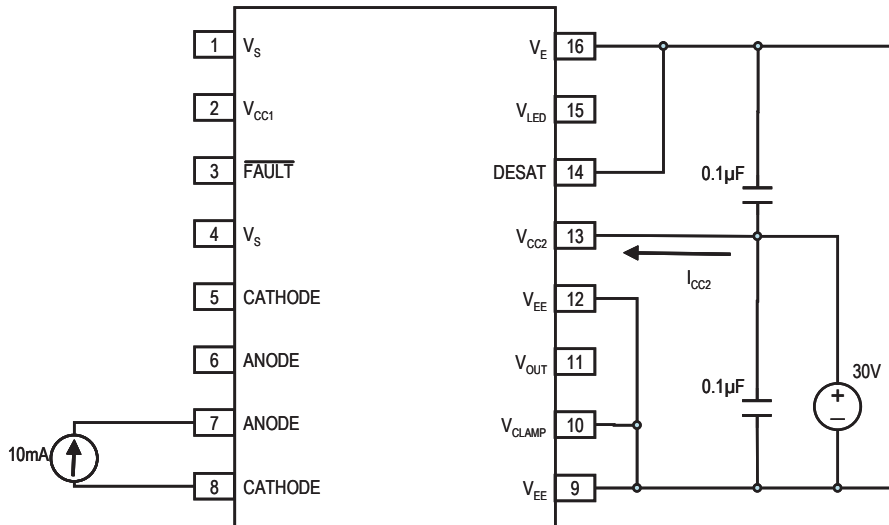 1 V_S
2 V_CC1
3 FAULT
4 V_S
5 CATHODE
6 ANODE
7 ANODE
8 CATHODE
10mA
V_E 16
V_LED 15
DESAT 14
V_CC2 13
V_EE 12
V_OUT 11
V_CLAMP 10
V_EE 9
0.1µF
I_CC2
0.1µF
30V
+
–